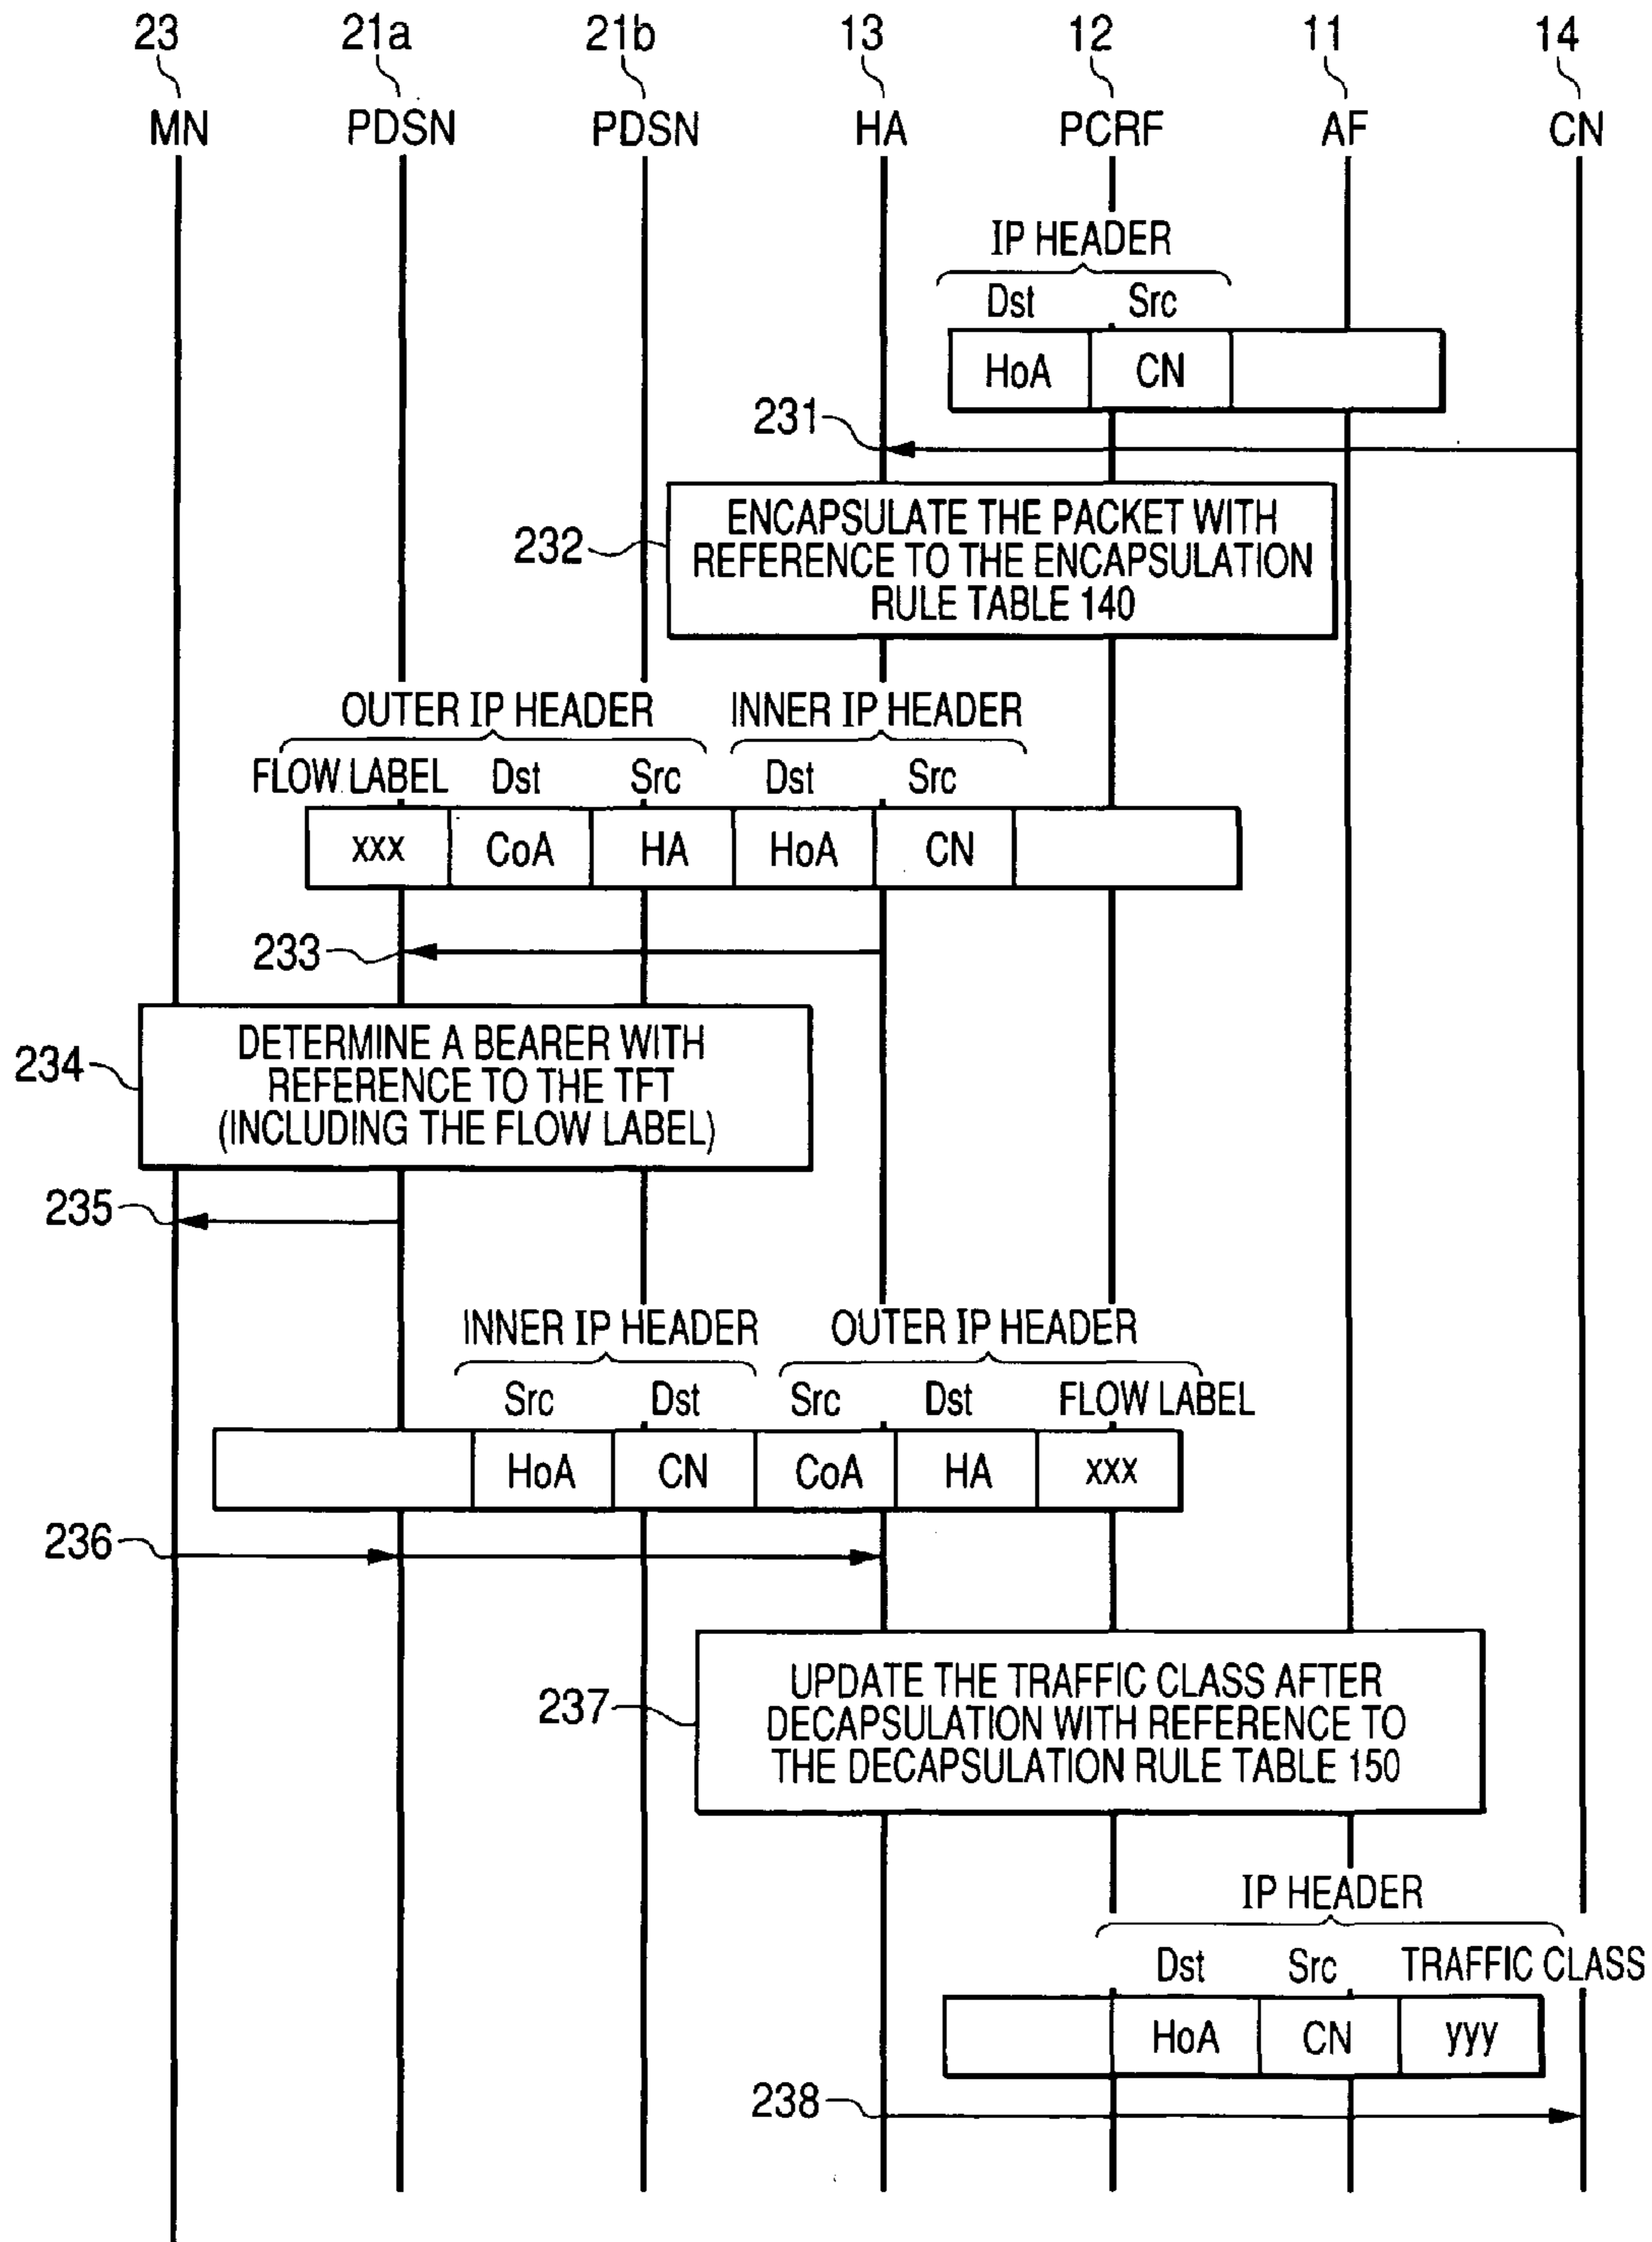 23 21a 21b 13 12 11 14
MN PDSN PDSN HA PCRF AF CN
IP HEADER
Dst Src
HoA CN
231
232
ENCAPSULATE THE PACKET WITH
REFERENCE TO THE ENCAPSULATION
RULE TABLE 140
OUTER IP HEADER INNER IP HEADER
FLOW LABEL Dst Src Dst Src
xxx CoA HA HoA CN
233
234
DETERMINE A BEARER WITH
REFERENCE TO THE TFT
(INCLUDING THE FLOW LABEL)
235
INNER IP HEADER OUTER IP HEADER
Src Dst Src Dst FLOW LABEL
HoA CN CoA HA xxx
236
237
UPDATE THE TRAFFIC CLASS AFTER
DECAPSULATION WITH REFERENCE TO
THE DECAPSULATION RULE TABLE 150
IP HEADER
Dst Src TRAFFIC CLASS
HoA CN yyy
238